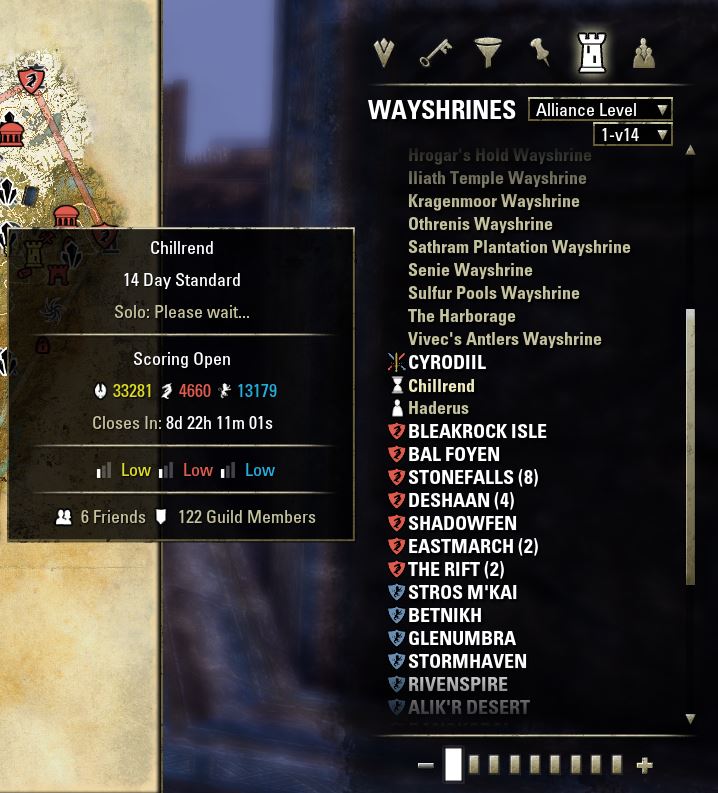 WAYSHRINES
Alliance Level
1-v14
Hrogar's Hold Wayshrine
Iliath Temple Wayshrine
Kragenmoor Wayshrine
Othrenis Wayshrine
Sathram Plantation Wayshrine
Senie Wayshrine
Sulfur Pools Wayshrine
The Harborage
Vivec's Antlers Wayshrine
CYRODIIL
Chillrend
Haderus
BLEAKROCK ISLE
BAL FOYEN
STONEFALLS (8)
DESHAAN (4)
SHADOWFEN
EASTMARCH (2)
THE RIFT (2)
STROS M'KAI
BETNIKH
GLENUMBRA
STORMHAVEN
RIVENSPIRE
ALIK'R DESERT
Chillrend
14 Day Standard
Solo: Please wait...
Scoring Open
33281 4660 13179
Closes In: 8d 22h 11m 01s
Low Low Low
6 Friends 122 Guild Members